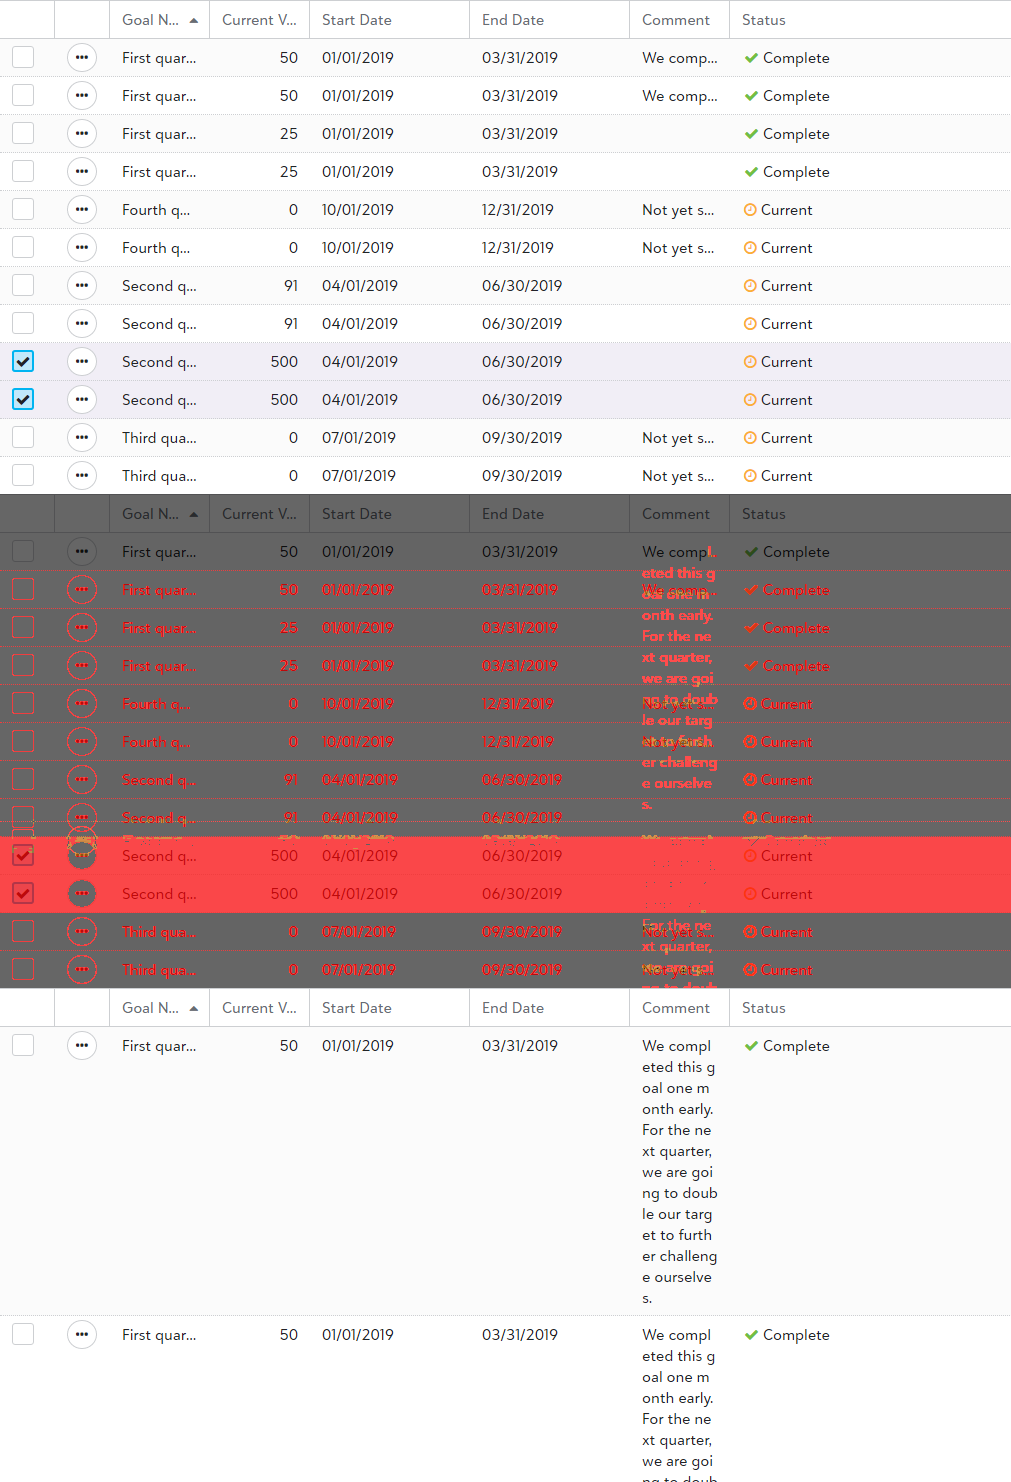 Goal N... Current V... Start Date End Date Comment Status
First quar... 50 01/01/2019 03/31/2019 We comp... Complete
First quar... 50 01/01/2019 03/31/2019 We comp... Complete
First quar... 25 01/01/2019 03/31/2019 Complete
First quar... 25 01/01/2019 03/31/2019 Complete
Fourth q... 0 10/01/2019 12/31/2019 Not yet s... Current
Fourth q... 0 10/01/2019 12/31/2019 Not yet s... Current
Second q... 91 04/01/2019 06/30/2019 Current
Second q... 91 04/01/2019 06/30/2019 Current
Second q... 500 04/01/2019 06/30/2019 Current
Second q... 500 04/01/2019 06/30/2019 Current
Third qua... 0 07/01/2019 09/30/2019 Not yet s... Current
Third qua... 0 07/01/2019 09/30/2019 Not yet s... Current
Goal N... Current V... Start Date End Date Comment Status
First quar... 50 01/01/2019 03/31/2019 We compl Complete
eted this g
First quar... 50 01/01/2019 03/31/2019 Complete
onth early.
First quar... 25 01/01/2019 03/31/2019 Complete
For the ne
xt quarter,
First quar... 25 01/01/2019 03/31/2019 Complete
we are goi
Fourth q... 0 10/01/2019 12/31/2019 Current
le our targ
Fourth q... 0 10/01/2019 12/31/2019 Current
er challeng
Second q... 91 04/01/2019 06/30/2019 e ourselve Current
s.
Second q... 91 04/01/2019 06/30/2019 Current
Second q... 500 04/01/2019 06/30/2019 Current
Second q... 500 04/01/2019 06/30/2019 Current
Third qua... 0 07/01/2019 09/30/2019 For the ne Current
xt quarter,
Third qua... 0 07/01/2019 09/30/2019 Current
Goal N... Current V... Start Date End Date Comment Status
First quar... 50 01/01/2019 03/31/2019 We compl Complete
eted this g
oal one m
onth early.
For the ne
xt quarter,
we are goi
ng to doub
le our targ
et to furth
er challeng
e ourselve
s.
First quar... 50 01/01/2019 03/31/2019 We compl Complete
eted this g
oal one m
onth early.
For the ne
xt quarter,
we are goi
ng to doub